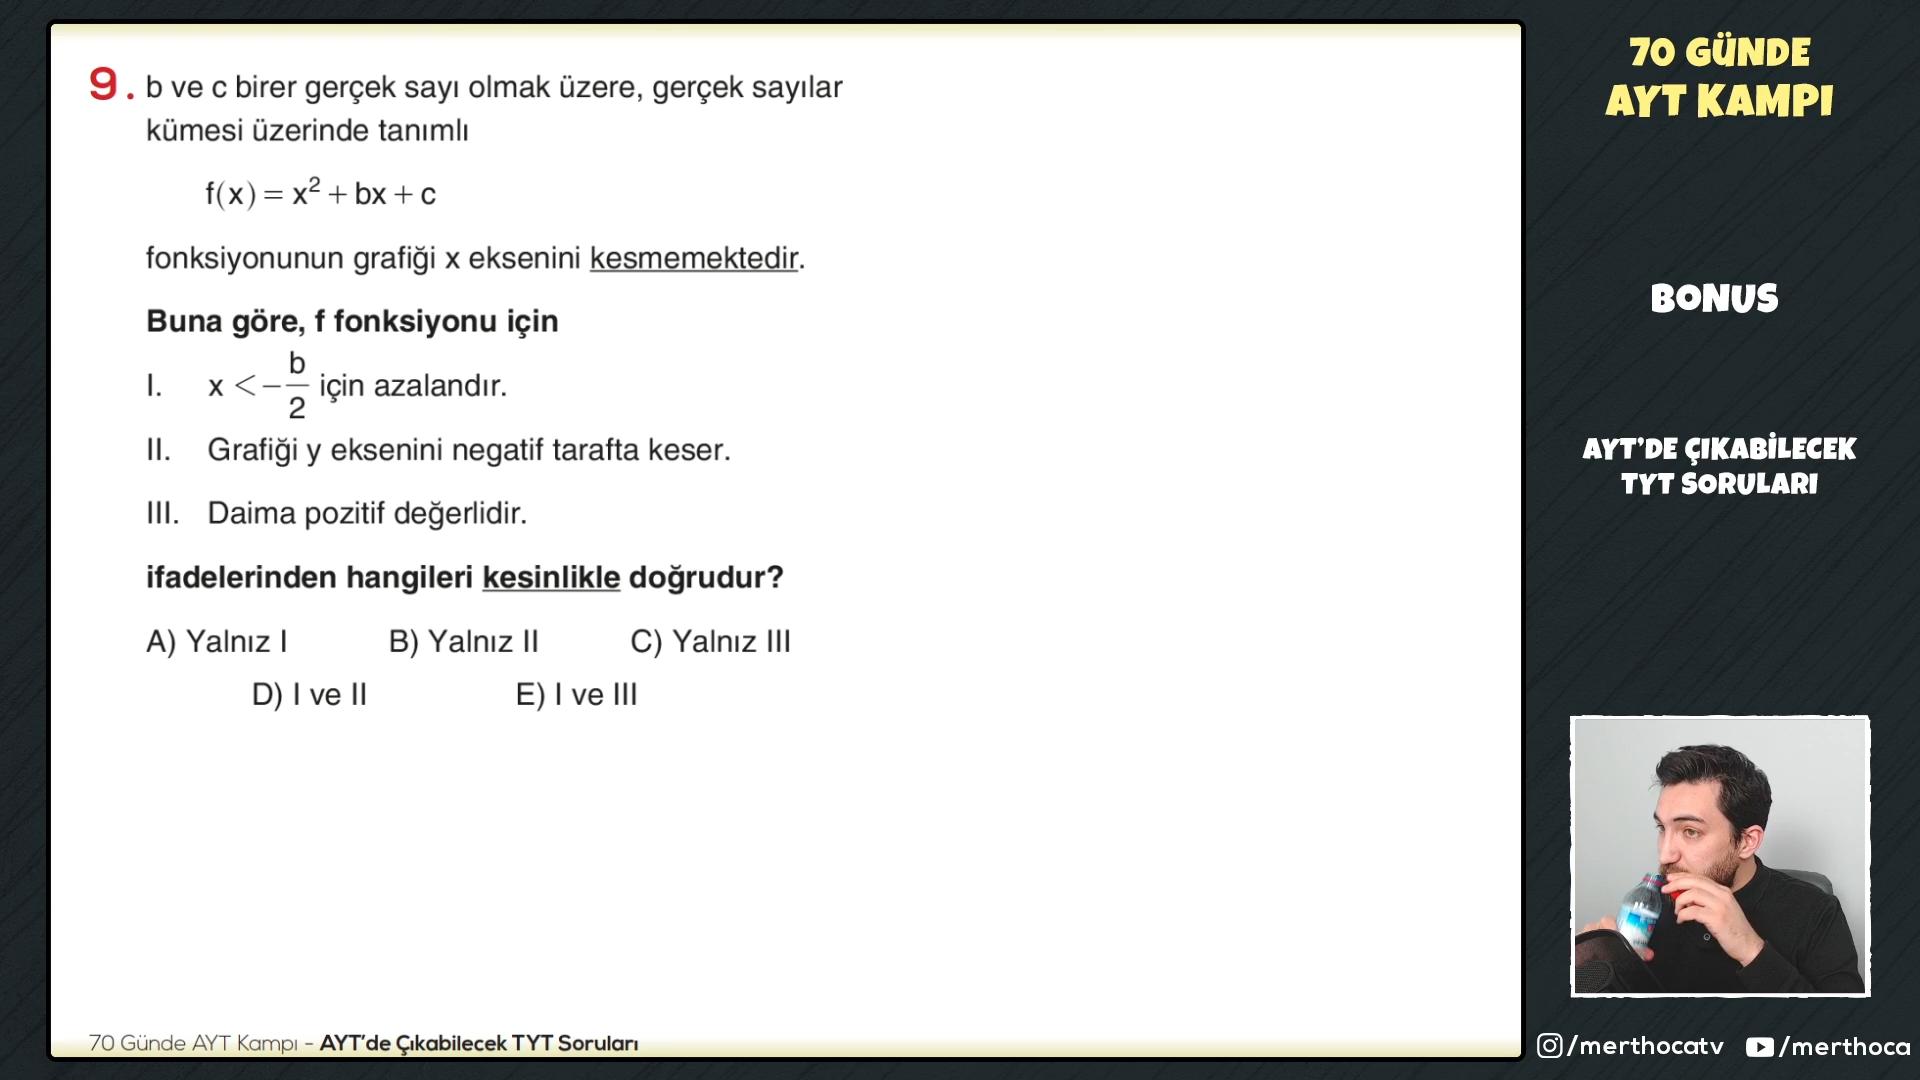 9. b ve c birer gerçek sayı olmak üzere, gerçek sayılar
kümesi üzerinde tanımlı
f(x) = x² + bx + c
fonksiyonunun grafiği x eksenini kesmemektedir.
Buna göre, f fonksiyonu için
I. x < -b/2 için azalandır.
II. Grafiği y eksenini negatif tarafta keser.
III. Daima pozitif değerlidir.
ifadelerinden hangileri kesinlikle doğrudur?
A) Yalnız I B) Yalnız II C) Yalnız III
D) I ve II E) I ve III
70 Günde AYT Kampı - AYT'de Çıkabilecek TYT Soruları
70 GÜNDE
AYT KAMPI
BONUS
AYT'DE ÇIKABİLECEK
TYT SORULARI
/merthocatv /merthoca